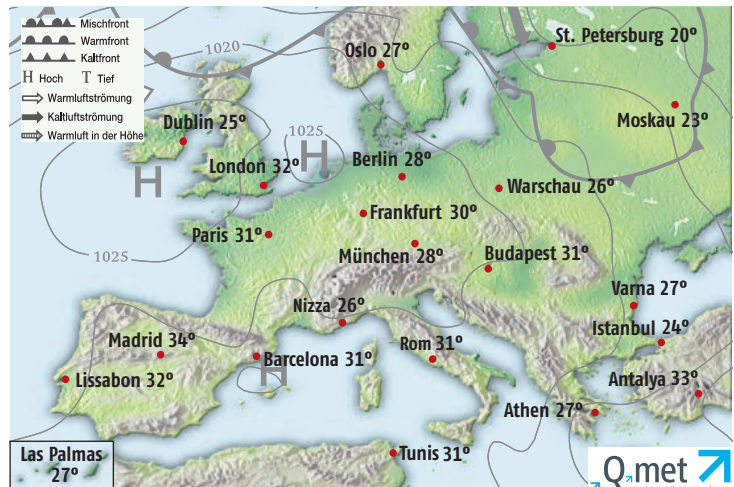 Mischfront
Warmfront
Kaltfront
H Hoch T Tief
Warmluftströmung
Kaltluftströmung
Warmluft in der Höhe
1020
Oslo 27°
St. Petersburg 20°
Moskau 23°
Dublin 25°
1025
H
London 32°
H
Berlin 28°
Warschau 26°
Frankfurt 30°
Paris 31°
1025
München 28°
Budapest 31°
Varna 27°
Nizza 26°
Istanbul 24°
Madrid 34°
Barcelona 31°
Rom 31°
H
Lissabon 32°
Antalya 33°
Athen 27°
Las Palmas
27°
Tunis 31°
Q.met